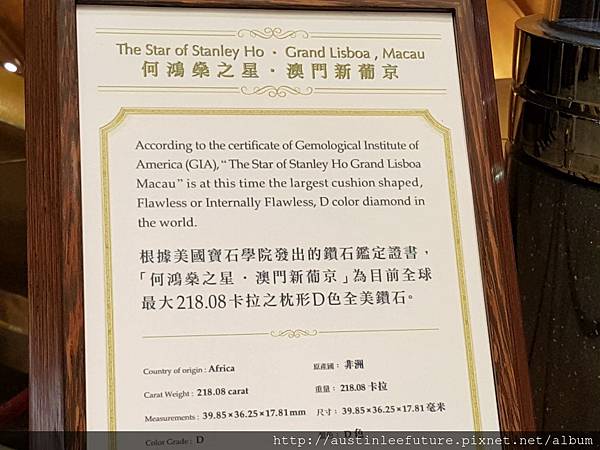 The Star of Stanley Ho · Grand Lisboa , Macau
何鴻燊之星 · 澳門新葡京
According to the certificate of Gemological Institute of
America (GIA), "The Star of Stanley Ho Grand Lisboa
Macau" is at this time the largest cushion shaped,
Flawless or Internally Flawless, D color diamond in
the world.
根據美國寶石學院發出的鑽石鑑定證書，
「何鴻燊之星 · 澳門新葡京」為目前全球
最大218.08卡拉之枕形D色全美鑽石。
Country of origin : Africa
原產國： 非洲
Carat Weight : 218.08 carat
重量： 218.08 卡拉
Measurements : 39.85×36.25×17.81mm
尺寸： 39.85×36.25×17.81 毫米
Color Grade : D
D 色
http://austinleefuture.pixnet.net/album